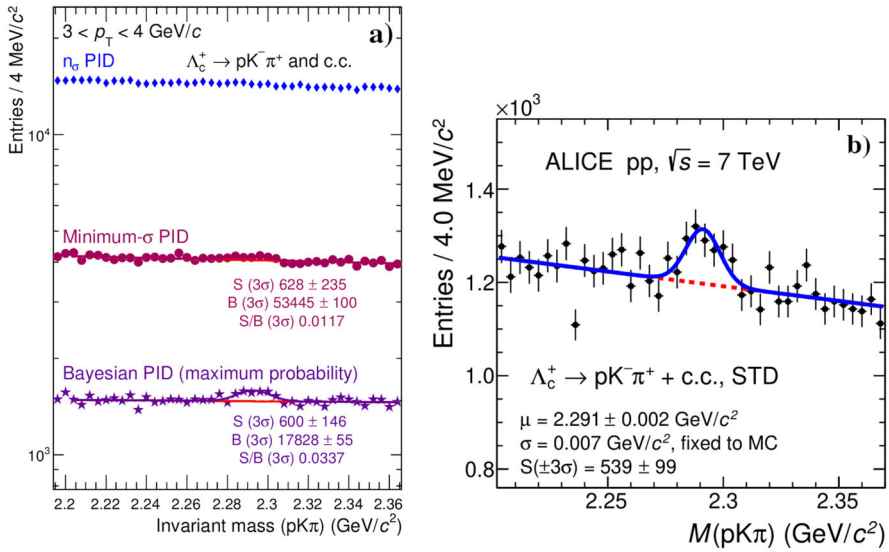 3 < pT < 4 GeV/c
a)
nσ PID
Λc+ → pK−π+ and c.c.
Entries / 4 MeV/c²
10⁴
Minimum-σ PID
S (3σ) 628 ± 235
B (3σ) 53445 ± 100
S/B (3σ) 0.0117
Bayesian PID (maximum probability)
S (3σ) 600 ± 146
B (3σ) 17828 ± 55
S/B (3σ) 0.0337
10³
2.2 2.22 2.24 2.26 2.28 2.3 2.32 2.34 2.36
Invariant mass (pKπ) (GeV/c²)
×10³
b)
ALICE pp, √s = 7 TeV
Entries / 4.0 MeV/c²
1.4
1.2
1.0
0.8
Λc+ → pK−π+ + c.c., STD
μ = 2.291 ± 0.002 GeV/c²
σ = 0.007 GeV/c², fixed to MC
S(±3σ) = 539 ± 99
2.25 2.3 2.35
M(pKπ) (GeV/c²)